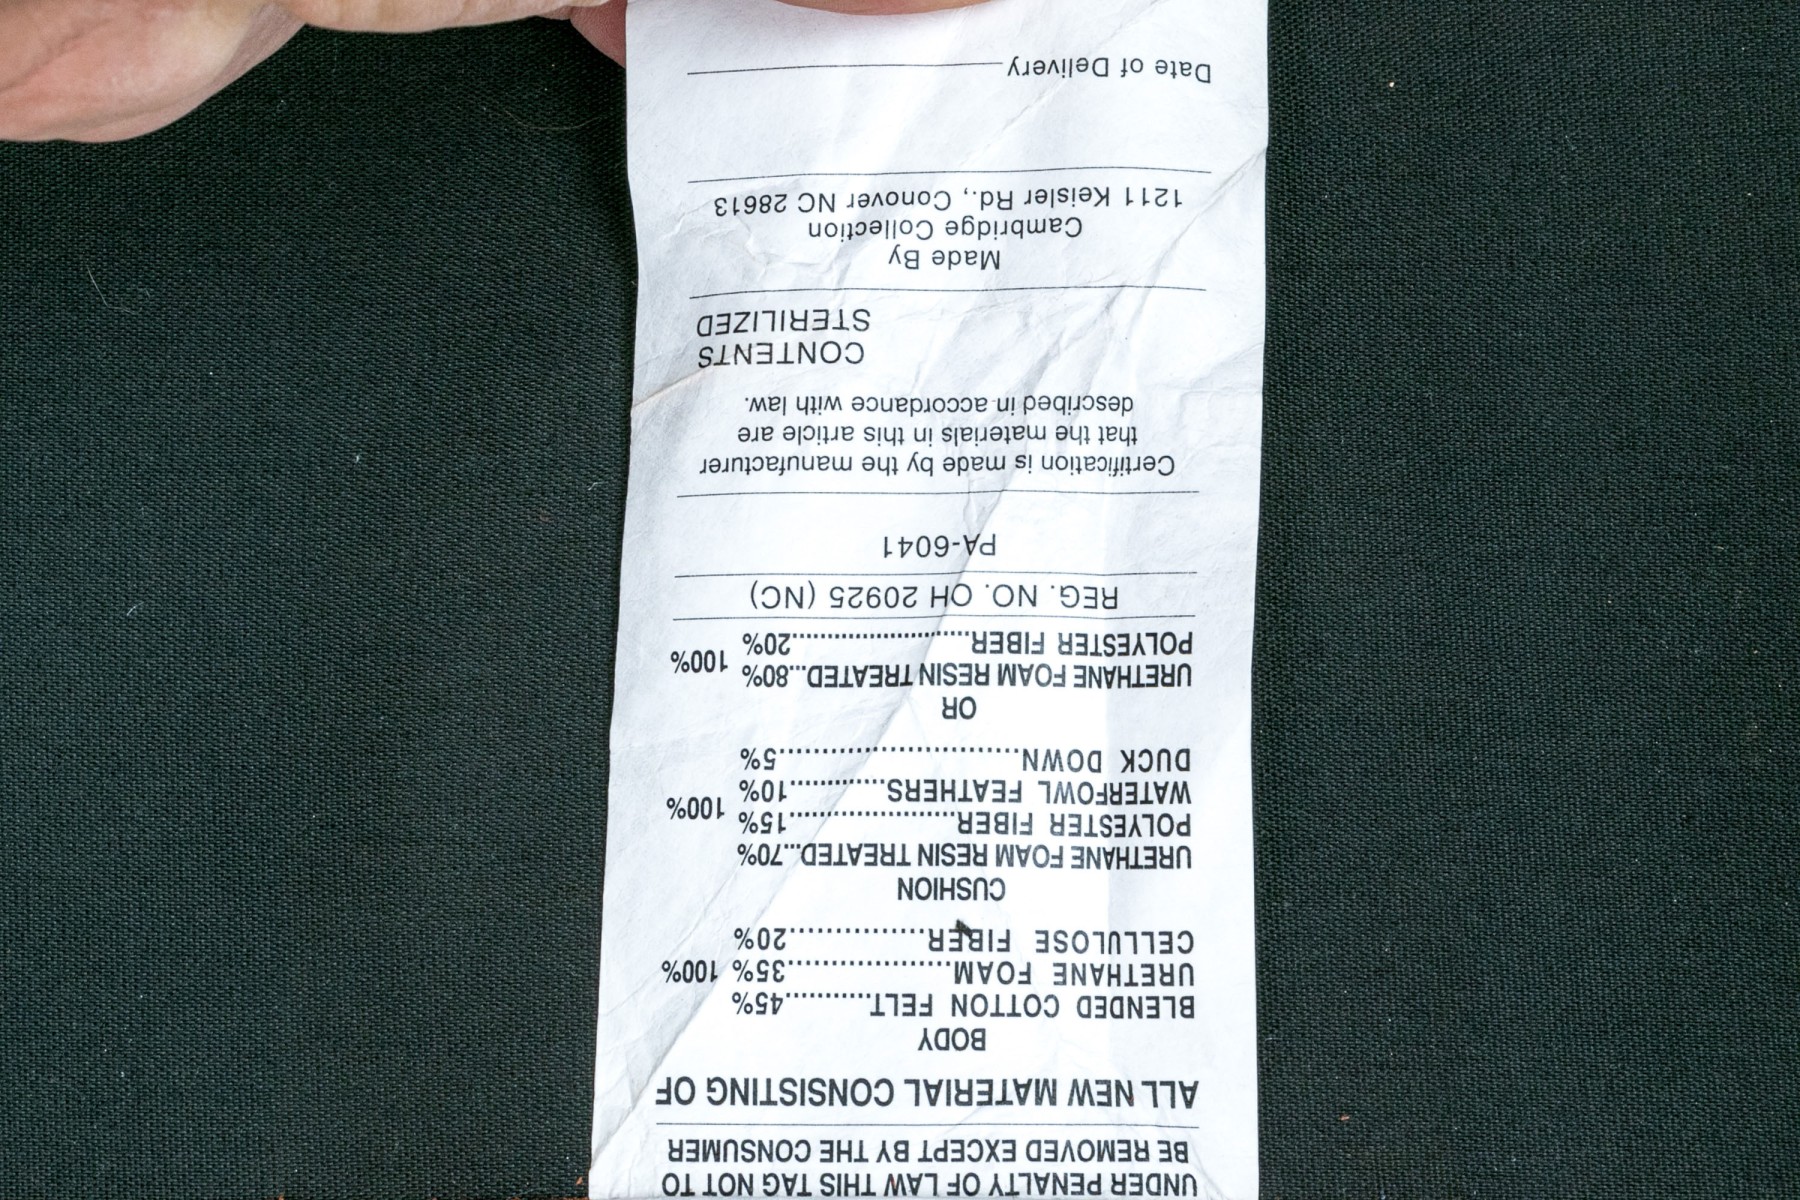 UNDER PENALTY OF LAW THIS TAG NOT TO
BE REMOVED EXCEPT BY THE CONSUMER
ALL NEW MATERIAL CONSISTING OF
BODY
BLENDED COTTON FELT...........45%
URETHANE FOAM....................35% 100%
CELLULOSE FIBER.................20%
CUSHION
URETHANE FOAM RESIN TREATED...70%
POLYESTER FIBER.....................15%
WATERFOWL FEATHERS............10% 100%
DUCK DOWN..............................5%
OR
URETHANE FOAM RESIN TREATED...80%
POLYESTER FIBER.........................20% 100%
REG. NO. OH 20925 (NC)
PA-6041
Certification is made by the manufacturer
that the materials in this article are
described in accordance with law.
CONTENTS
STERILIZED
Made By
Cambridge Collection
1211 Keisler Rd., Conover NC 28613
Date of Delivery